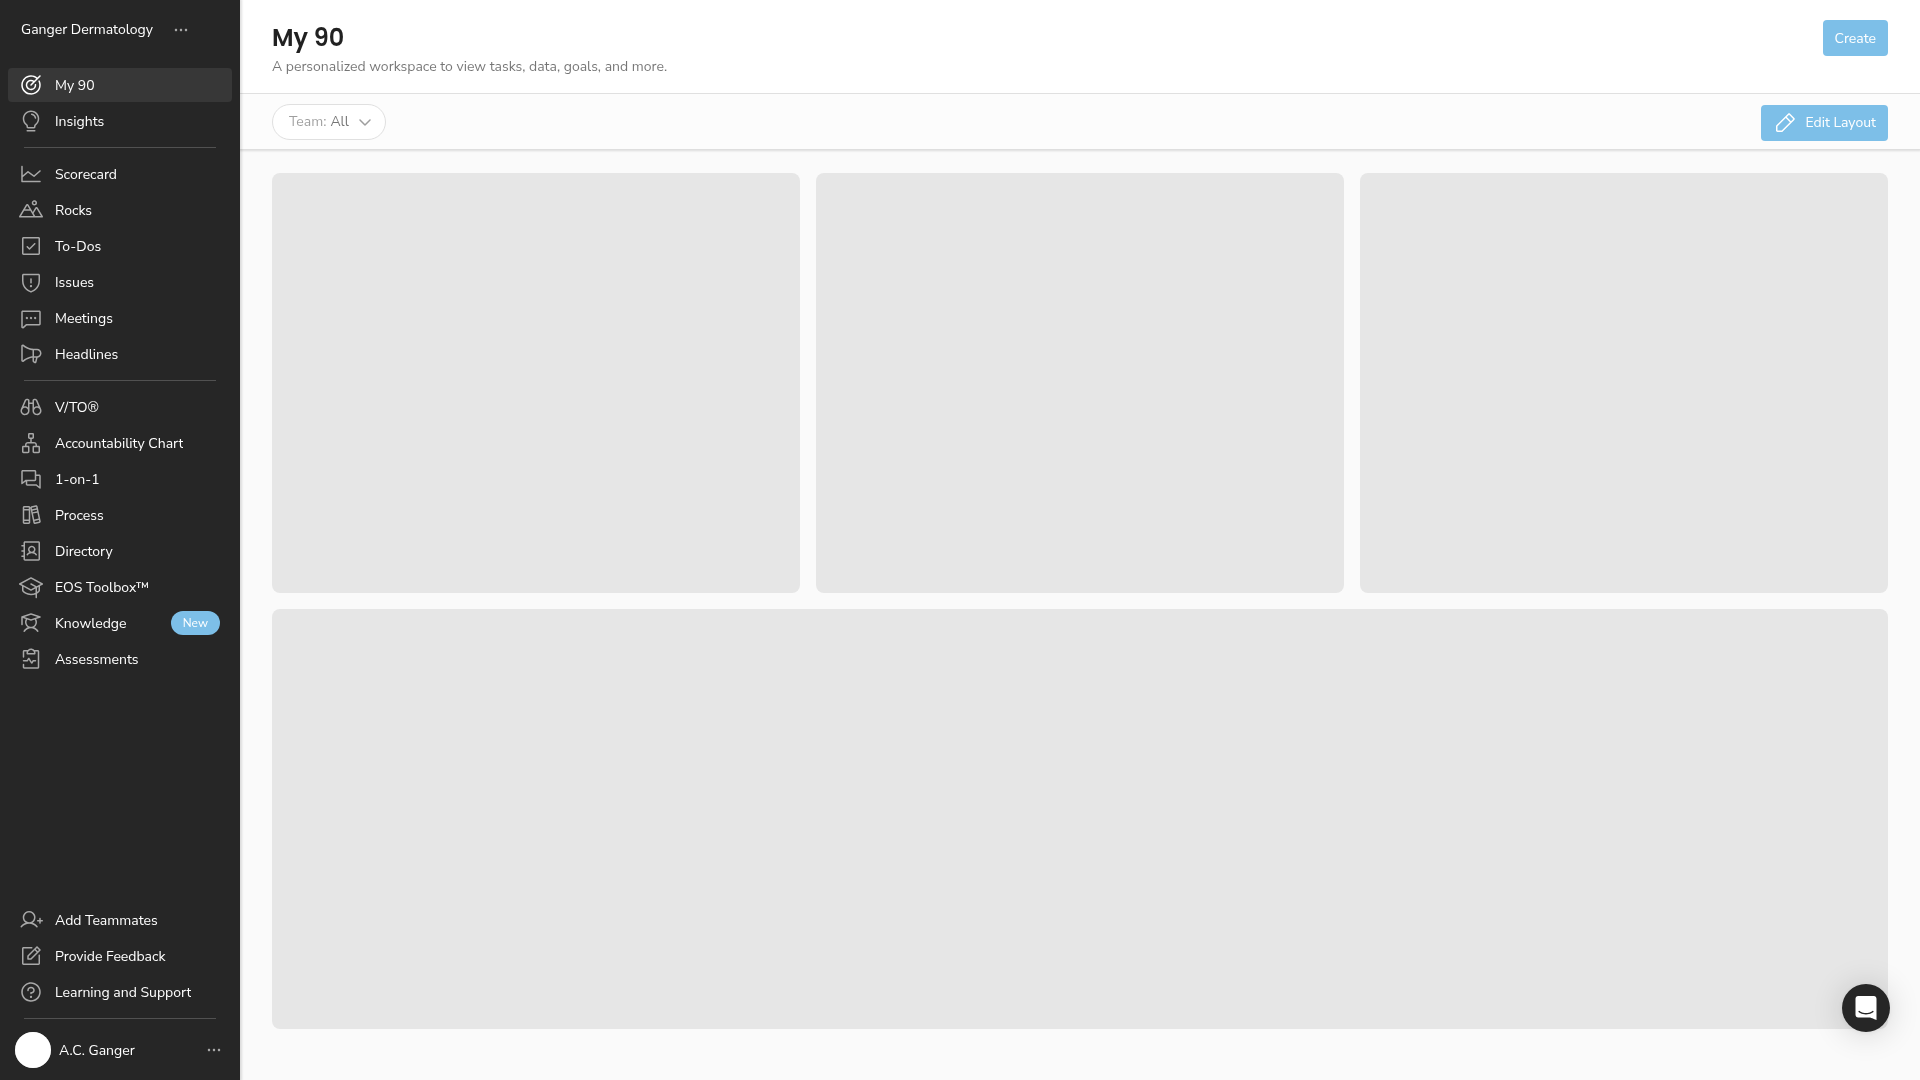 Ganger Dermatology
My 90
Insights
Scorecard
Rocks
To-Dos
Issues
Meetings
Headlines
V/TO®
Accountability Chart
1-on-1
Process
Directory
EOS Toolbox™
Knowledge New
Assessments
Add Teammates
Provide Feedback
Learning and Support
A.C. Ganger
My 90
A personalized workspace to view tasks, data, goals, and more.
Create
Team: All
Edit Layout